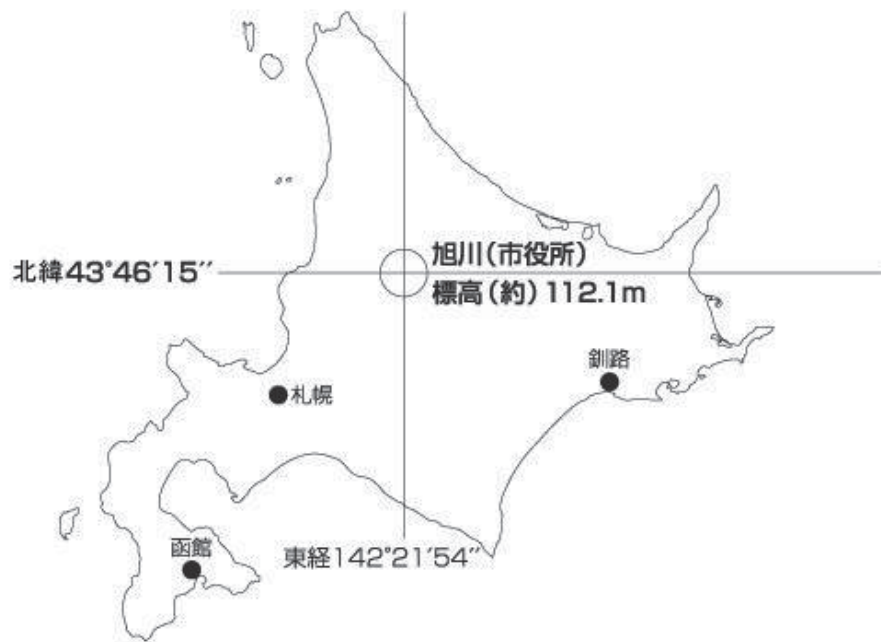 旭川（市役所）
北緯43°46′15″
標高（約）112.1m
釧路
札幌
函館
東経142°21′54″